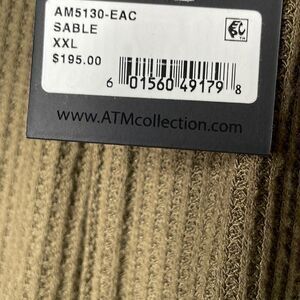 AM5130-EAC
SABLE
XXL
$195.00
6 01560 49179 8
www.ATMcollection.com